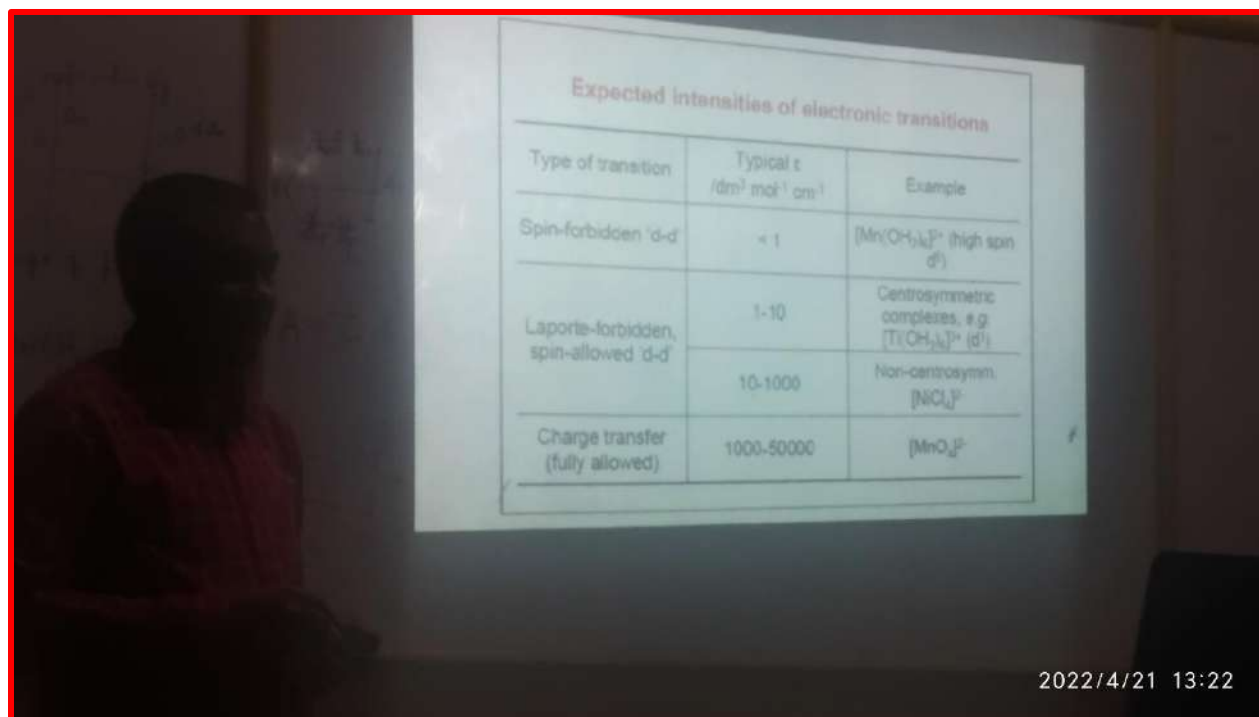 Expected intensities of electronic transitions
Type of transition
Typical ε
/dm³ mol⁻¹ cm⁻¹
Example
Spin-forbidden 'd-d'
< 1
[Mn(OH₂)₆]²⁺ (high spin
d⁵)
Laporte-forbidden,
spin-allowed 'd-d'
1-10
Centrosymmetric
complexes, e.g.
[Ti(OH₂)₆]³⁺ (d¹)
10-1000
Non-centrosymm.
[NiCl₄]²⁻
Charge transfer
(fully allowed)
1000-50000
[MnO₄]²⁻
2022/4/21 13:22